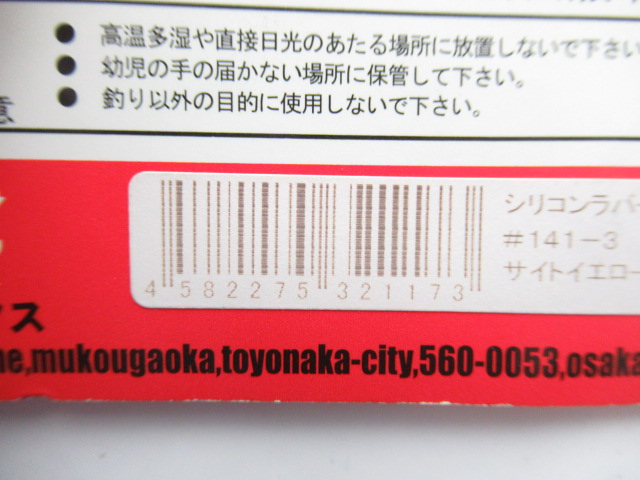 高温多湿や直接日光のあたる場所に放置しないで下さい
幼児の手の届かない場所に保管して下さい。
釣り以外の目的に使用しないで下さい。
意
シリコンラバー
#141-3
サイトイエロー
4 582275 321173
ス
ne,mukougaoka,toyonaka-city,560-0053,osaka